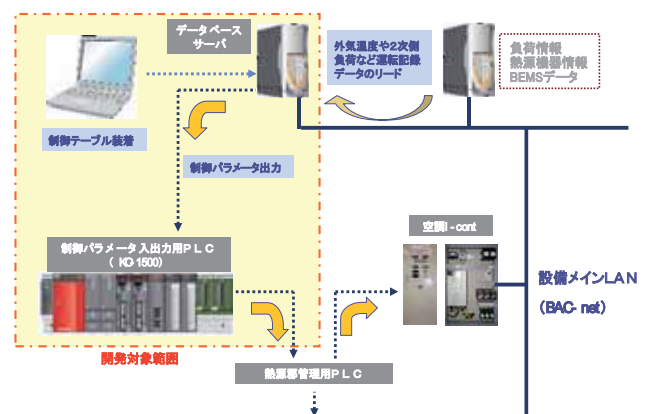 データベース
サーバ
外気温度や2次側
負荷など運転記録
データのリード
負荷情報
熱源機器情報
BEMSデータ
制御テーブル装着
制御パラメータ出力
空調I-cont
制御パラメータ入出力用PLC
( KO 1500)
設備メインLAN
(BAC-net)
開発対象範囲
熱源部管理用PLC